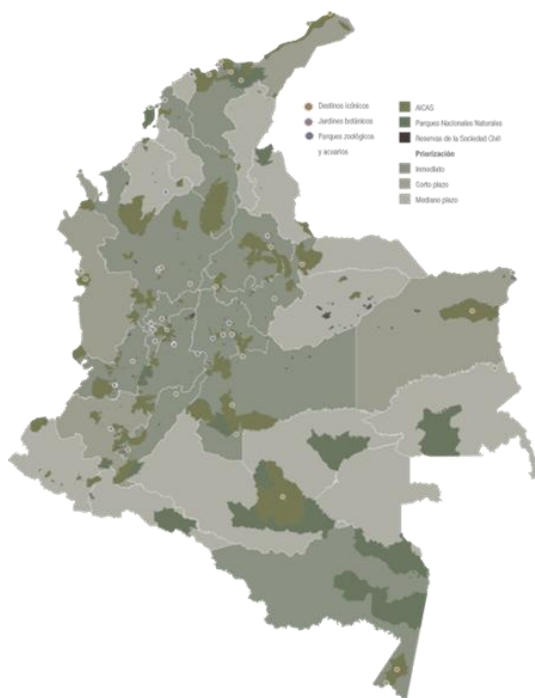 Destinos icónicos
Jardines botánicos
Parques zoológicos
y acuarios
AICAS
Parques Nacionales Naturales
Reservas de la Sociedad Civil
Priorización
Inmediato
Corto plazo
Mediano plazo